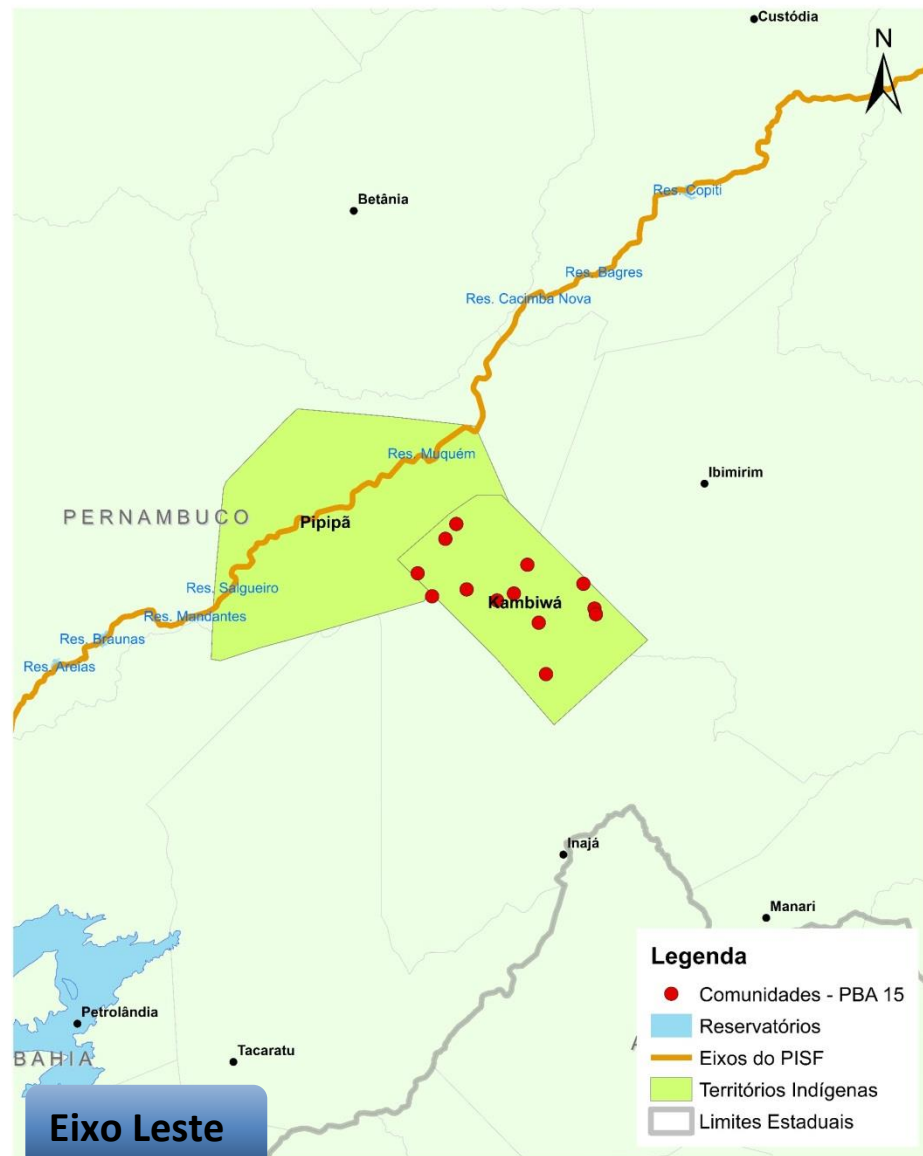 Custódia
N
Betânia
Res. Copiti
Res. Bagres
Res. Cacimba Nova
Res. Muquém
Ibimirim
PERNAMBUCO
Pipipã
Res. Salgueiro
Kambiwá
Res. Mandantes
Res. Braunas
Res. Areias
Inajá
Manari
Petrolândia
BAHIA
Tacaratu
A
Legenda
Comunidades - PBA 15
Reservatórios
Eixos do PISF
Territórios Indígenas
Limites Estaduais
Eixo Leste